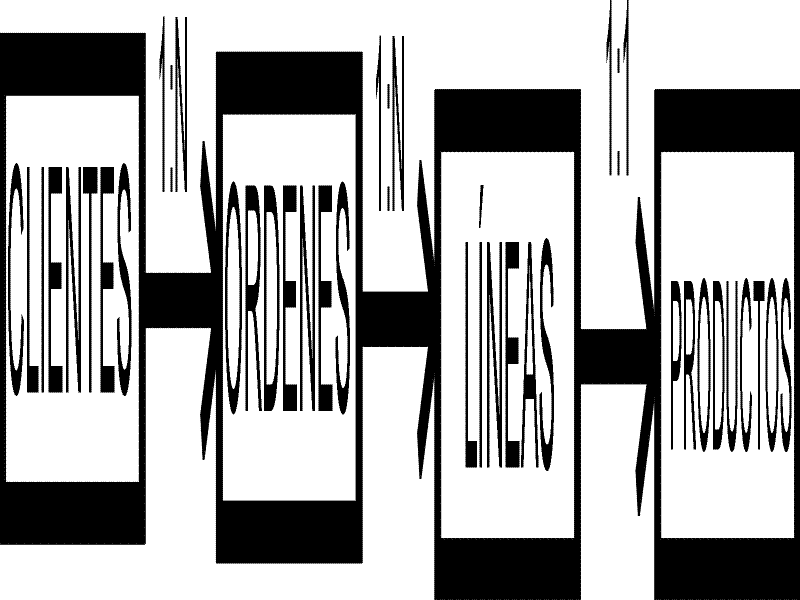 CLIENTES
1:N
ORDENES
1:N
LÍNEAS
1:1
PRODUCTOS